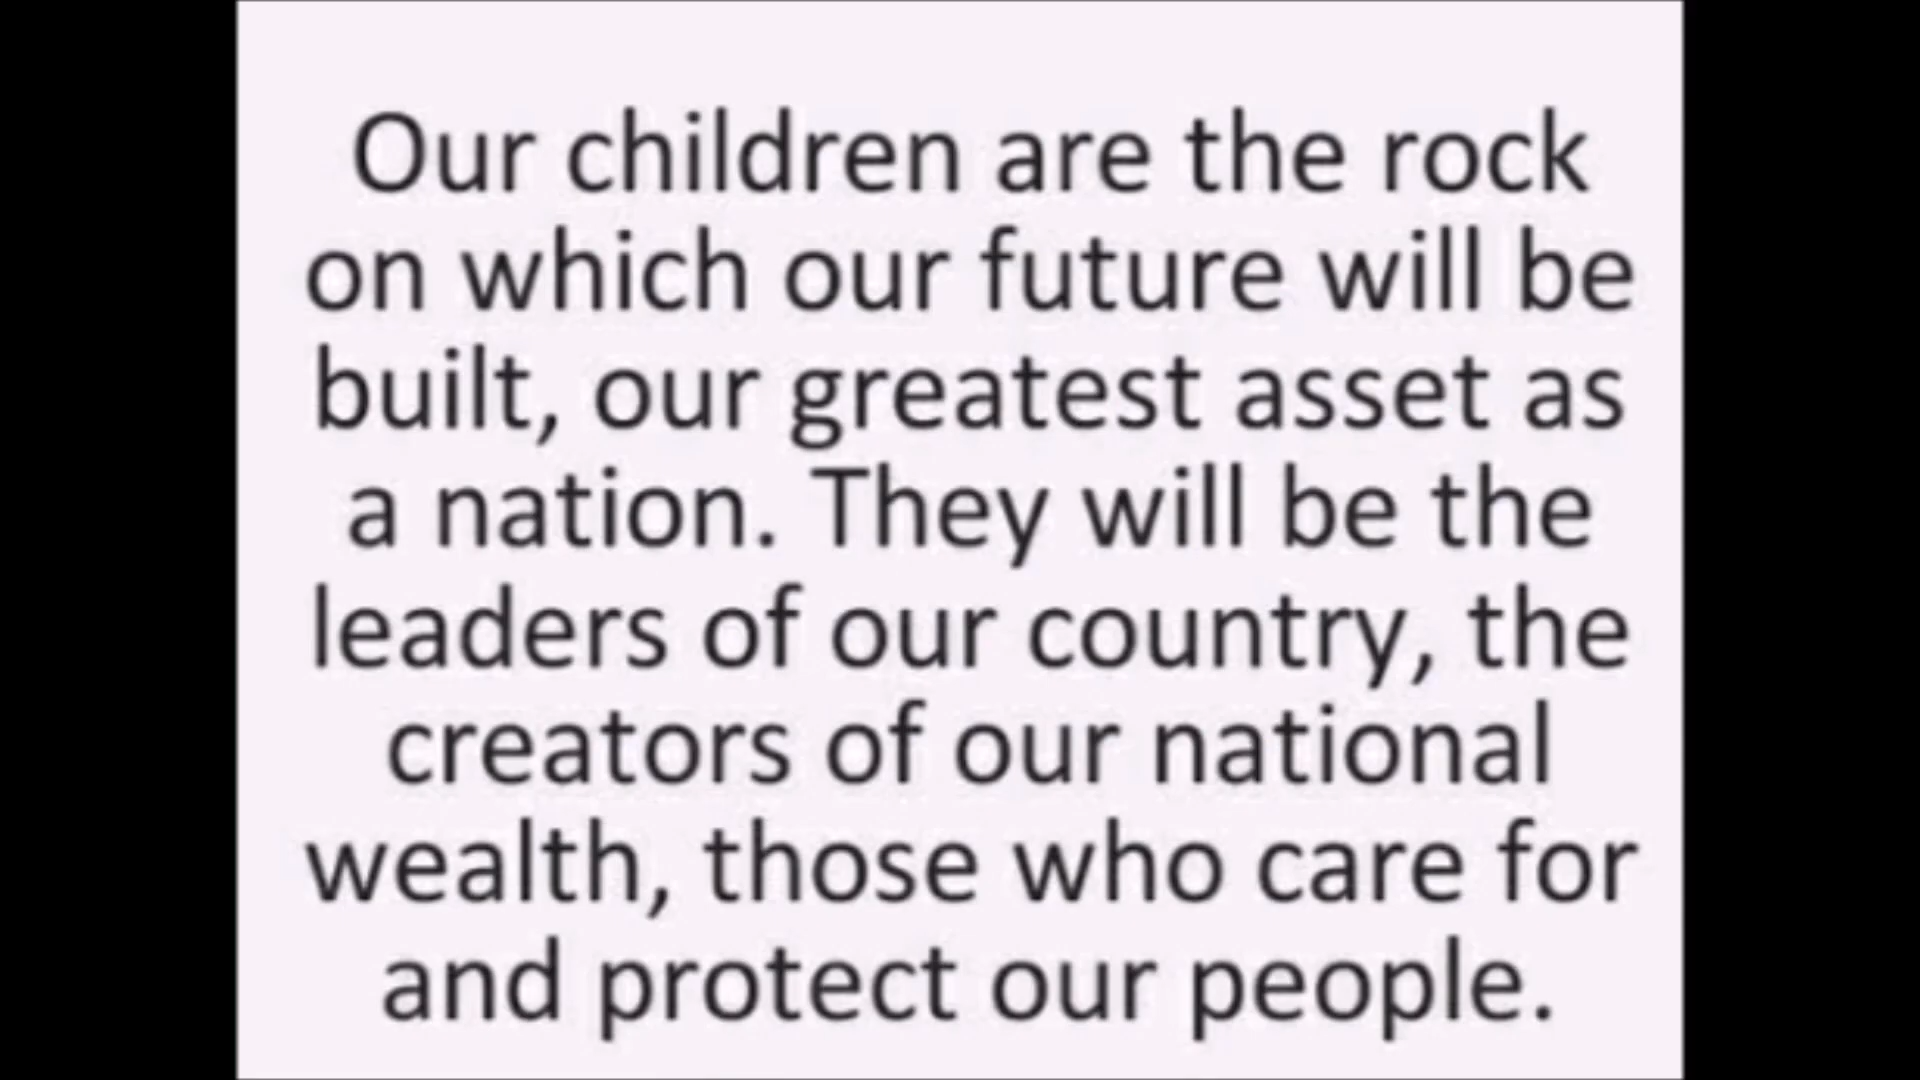 Our children are the rock
on which our future will be
built, our greatest asset as
a nation. They will be the
leaders of our country, the
creators of our national
wealth, those who care for
and protect our people.